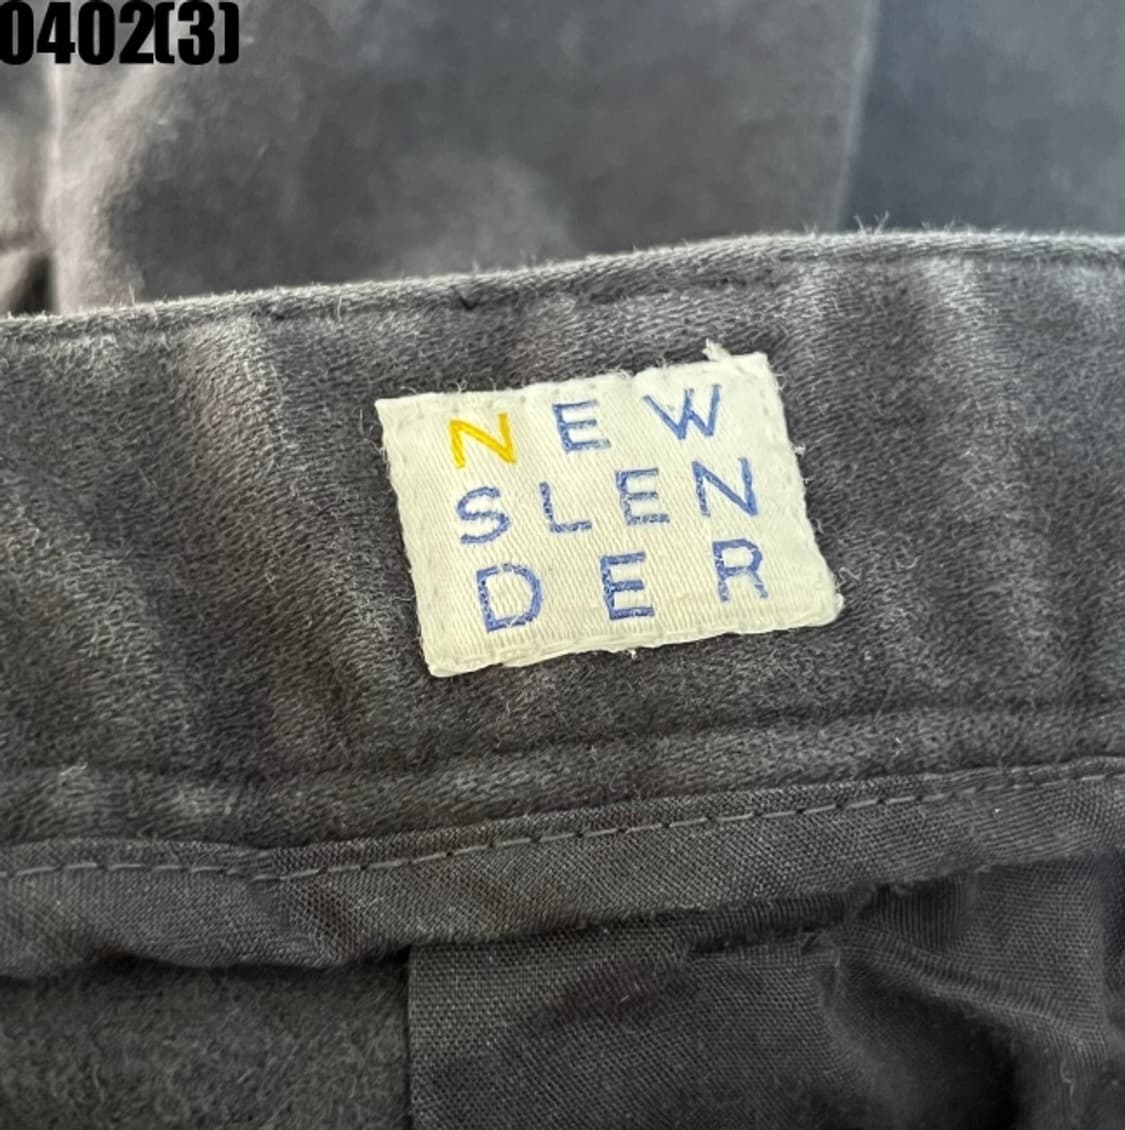 0402(3)
NEW
SLEN
DER